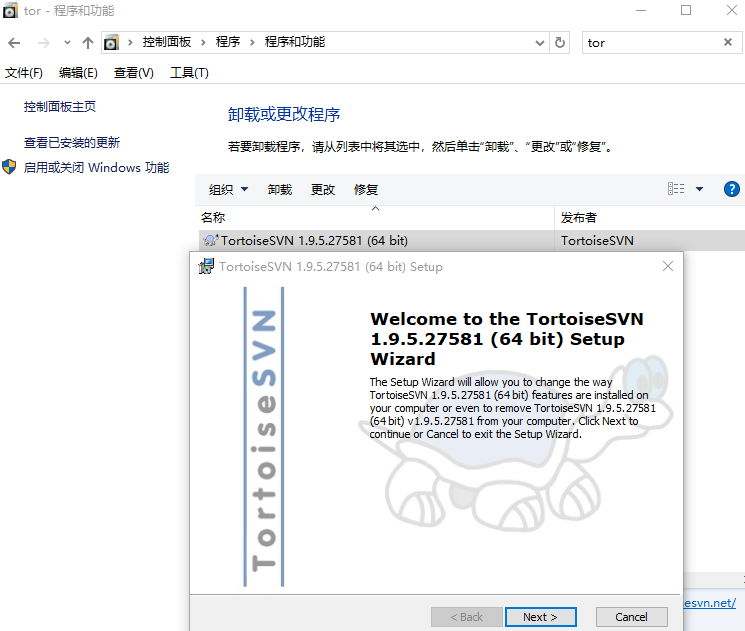 tor - 程序和功能
控制面板 程序 程序和功能
tor
文件(F) 编辑(E) 查看(V) 工具(T)
控制面板主页
查看已安装的更新
启用或关闭 Windows 功能
卸载或更改程序
若要卸载程序，请从列表中将其选中，然后单击“卸载”、“更改”或“修复”。
组织 卸载 更改 修复
名称 发布者
TortoiseSVN 1.9.5.27581 (64 bit) TortoiseSVN
TortoiseSVN 1.9.5.27581 (64 bit) Setup
TortoiseSVN
Welcome to the TortoiseSVN
1.9.5.27581 (64 bit) Setup
Wizard
The Setup Wizard will allow you to change the way
TortoiseSVN 1.9.5.27581 (64 bit) features are installed on
your computer or even to remove TortoiseSVN 1.9.5.27581
(64 bit) v1.9.5.27581 from your computer. Click Next to
continue or Cancel to exit the Setup Wizard.
esvn.net/
< Back Next > Cancel